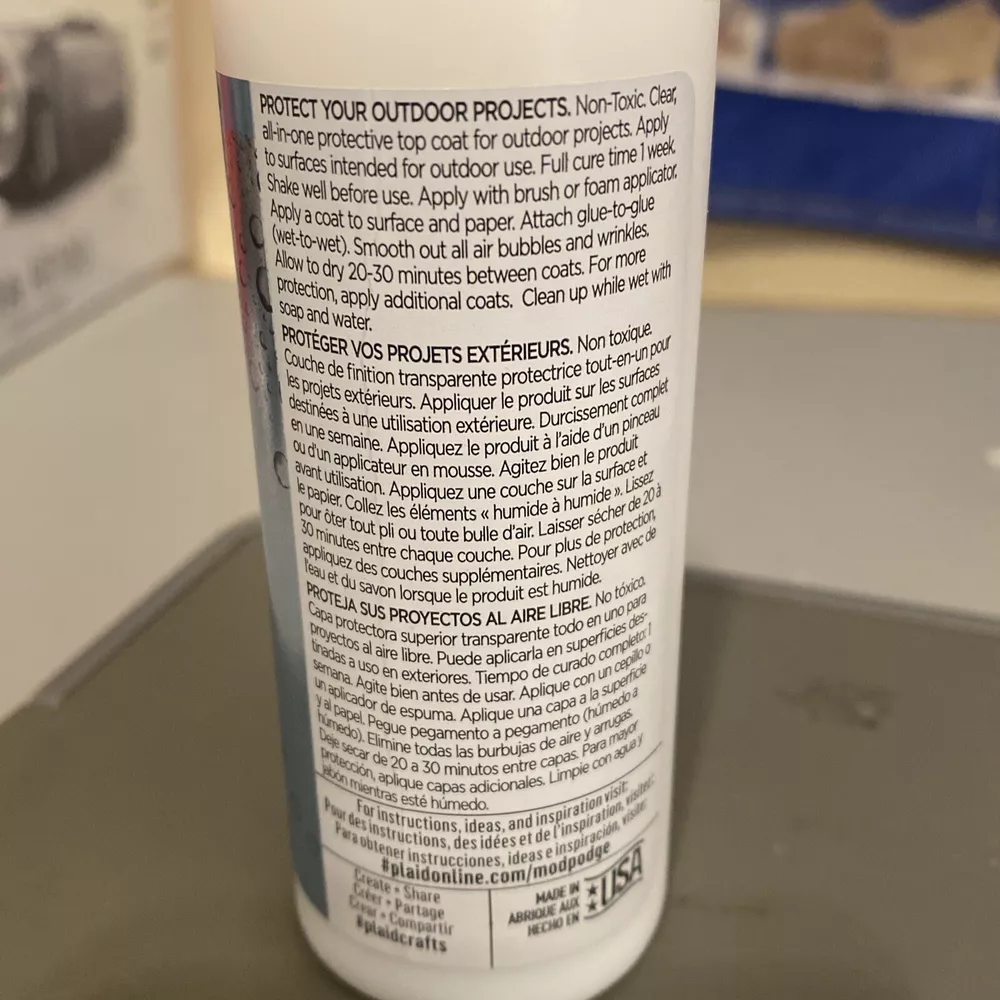 PROTECT YOUR OUTDOOR PROJECTS. Non-Toxic. Clear,
all-in-one protective top coat for outdoor projects. Apply
to surfaces intended for outdoor use. Full cure time 1 week.
Shake well before use. Apply with brush or foam applicator.
Apply a coat to surface and paper. Attach glue-to-glue
(wet-to-wet). Smooth out all air bubbles and wrinkles.
Allow to dry 20-30 minutes between coats. For more
protection, apply additional coats. Clean up while wet with
soap and water.
PROTÉGER VOS PROJETS EXTÉRIEURS. Non toxique.
Couche de finition transparente protectrice tout-en-un pour
les projets extérieurs. Appliquer le produit sur les surfaces
destinées à une utilisation extérieure. Durcissement complet
en une semaine. Appliquez le produit à l'aide d'un pinceau
ou d'un applicateur en mousse. Agitez bien le produit
avant utilisation. Appliquez une couche sur la surface et
le papier. Collez les éléments « humide à humide ». Lissez
pour ôter tout pli ou toute bulle d'air. Laisser sécher de 20 à
30 minutes entre chaque couche. Pour plus de protection,
appliquez des couches supplémentaires. Nettoyer avec de
l'eau et du savon lorsque le produit est humide.
PROTEJA SUS PROYECTOS AL AIRE LIBRE. No tóxico.
Capa protectora superior transparente todo en uno para
proyectos al aire libre. Puede aplicarla en superficies des-
tinadas a uso en exteriores. Tiempo de curado completo: 1
semana. Agite bien antes de usar. Aplique con un cepillo o
un aplicador de espuma. Aplique una capa a la superficie
y al papel. Pegue pegamento a pegamento (húmedo a
húmedo). Elimine todas las burbujas de aire y arrugas.
Deje secar de 20 a 30 minutos entre capas. Para mayor
protección, aplique capas adicionales. Limpie con agua y
jabón mientras esté húmedo.
For instructions, ideas, and inspiration visit:
Pour des instructions, des idées et de l'inspiration, visitez:
Para obtener instrucciones, ideas e inspiración, visite:
#plaidonline.com/modpodge
Create • Share
Créer • Partage
Crear • Compartir
#plaidcrafts
MADE IN
ABRIQUE AUX
HECHO EN
USA